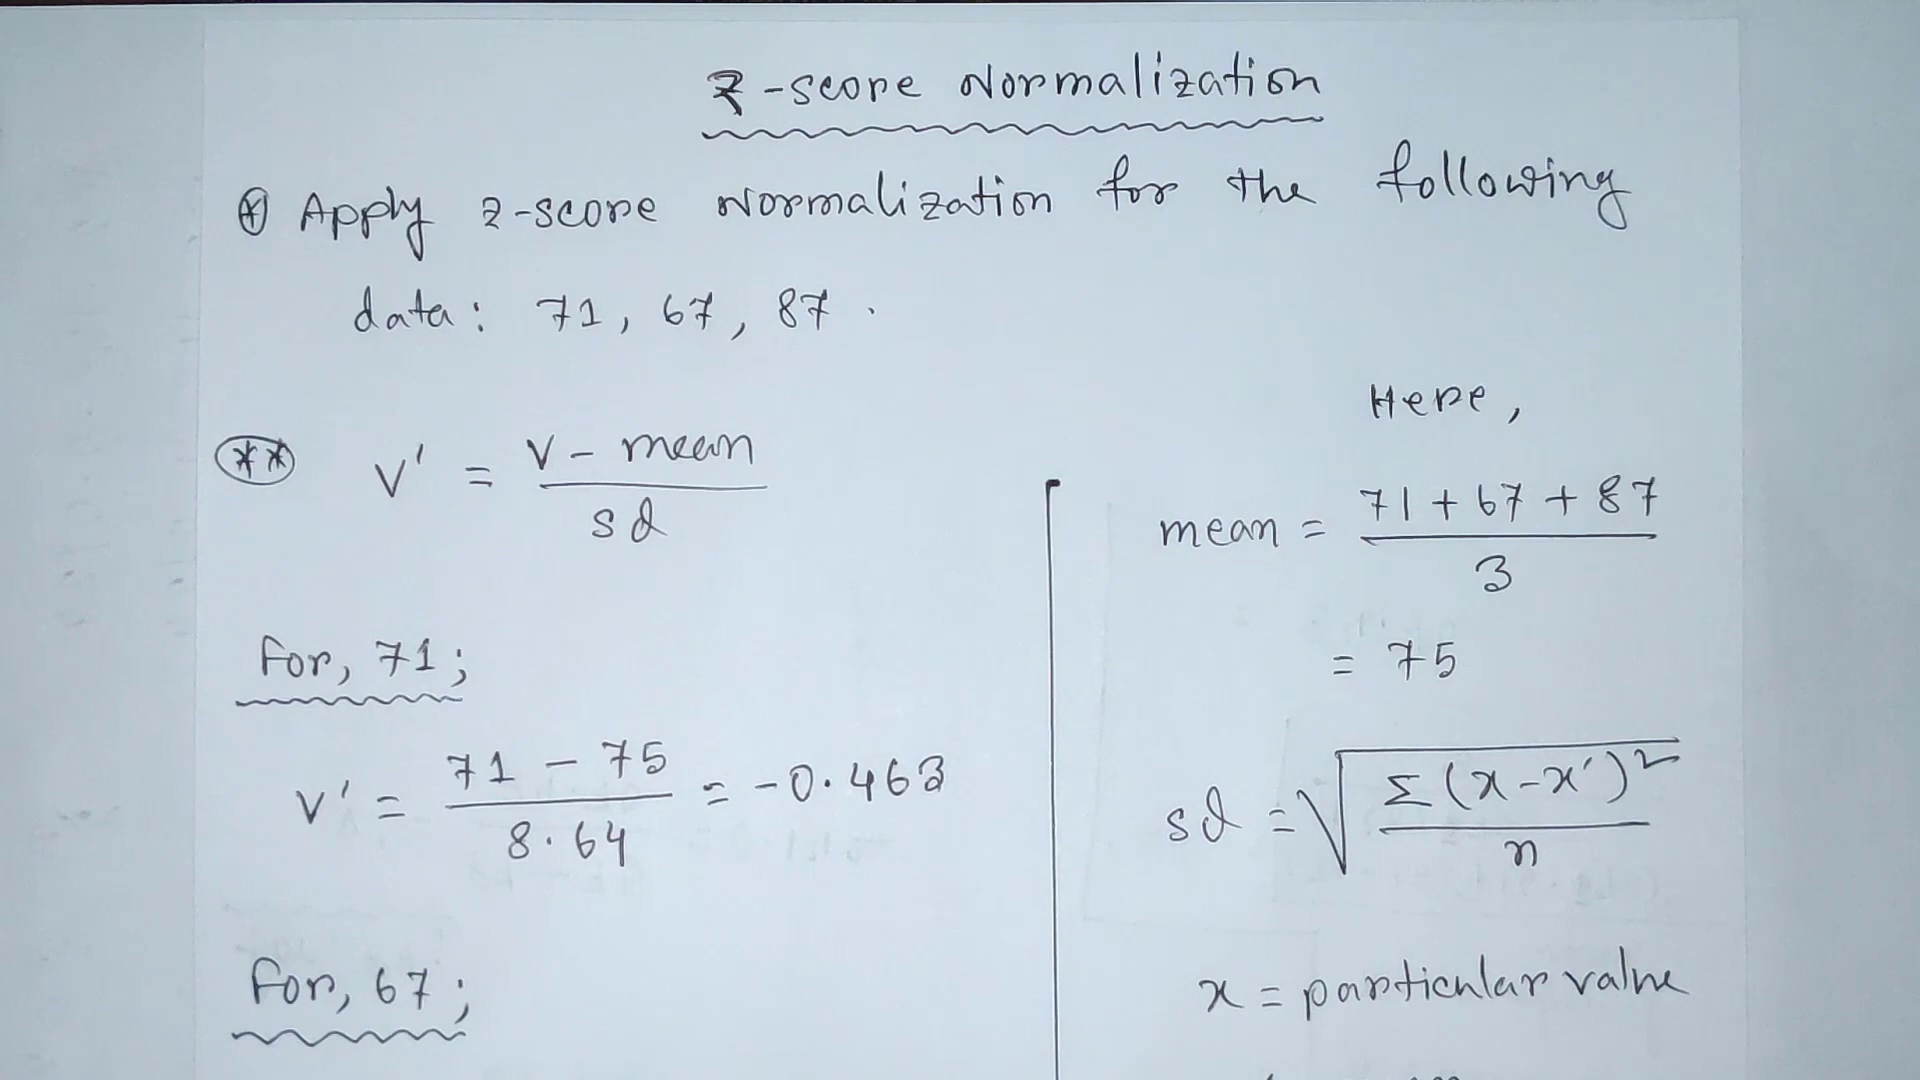 Z-score Normalization
* Apply z-score Normalization for the following
data: 71, 67, 87.
** v' = v - mean / sd
For, 71;
v' = 71 - 75 / 8.64 = -0.463
For, 67;
Here,
mean = 71 + 67 + 87 / 3
= 75
sd = √ Σ(x-x')² / n
x = particular value